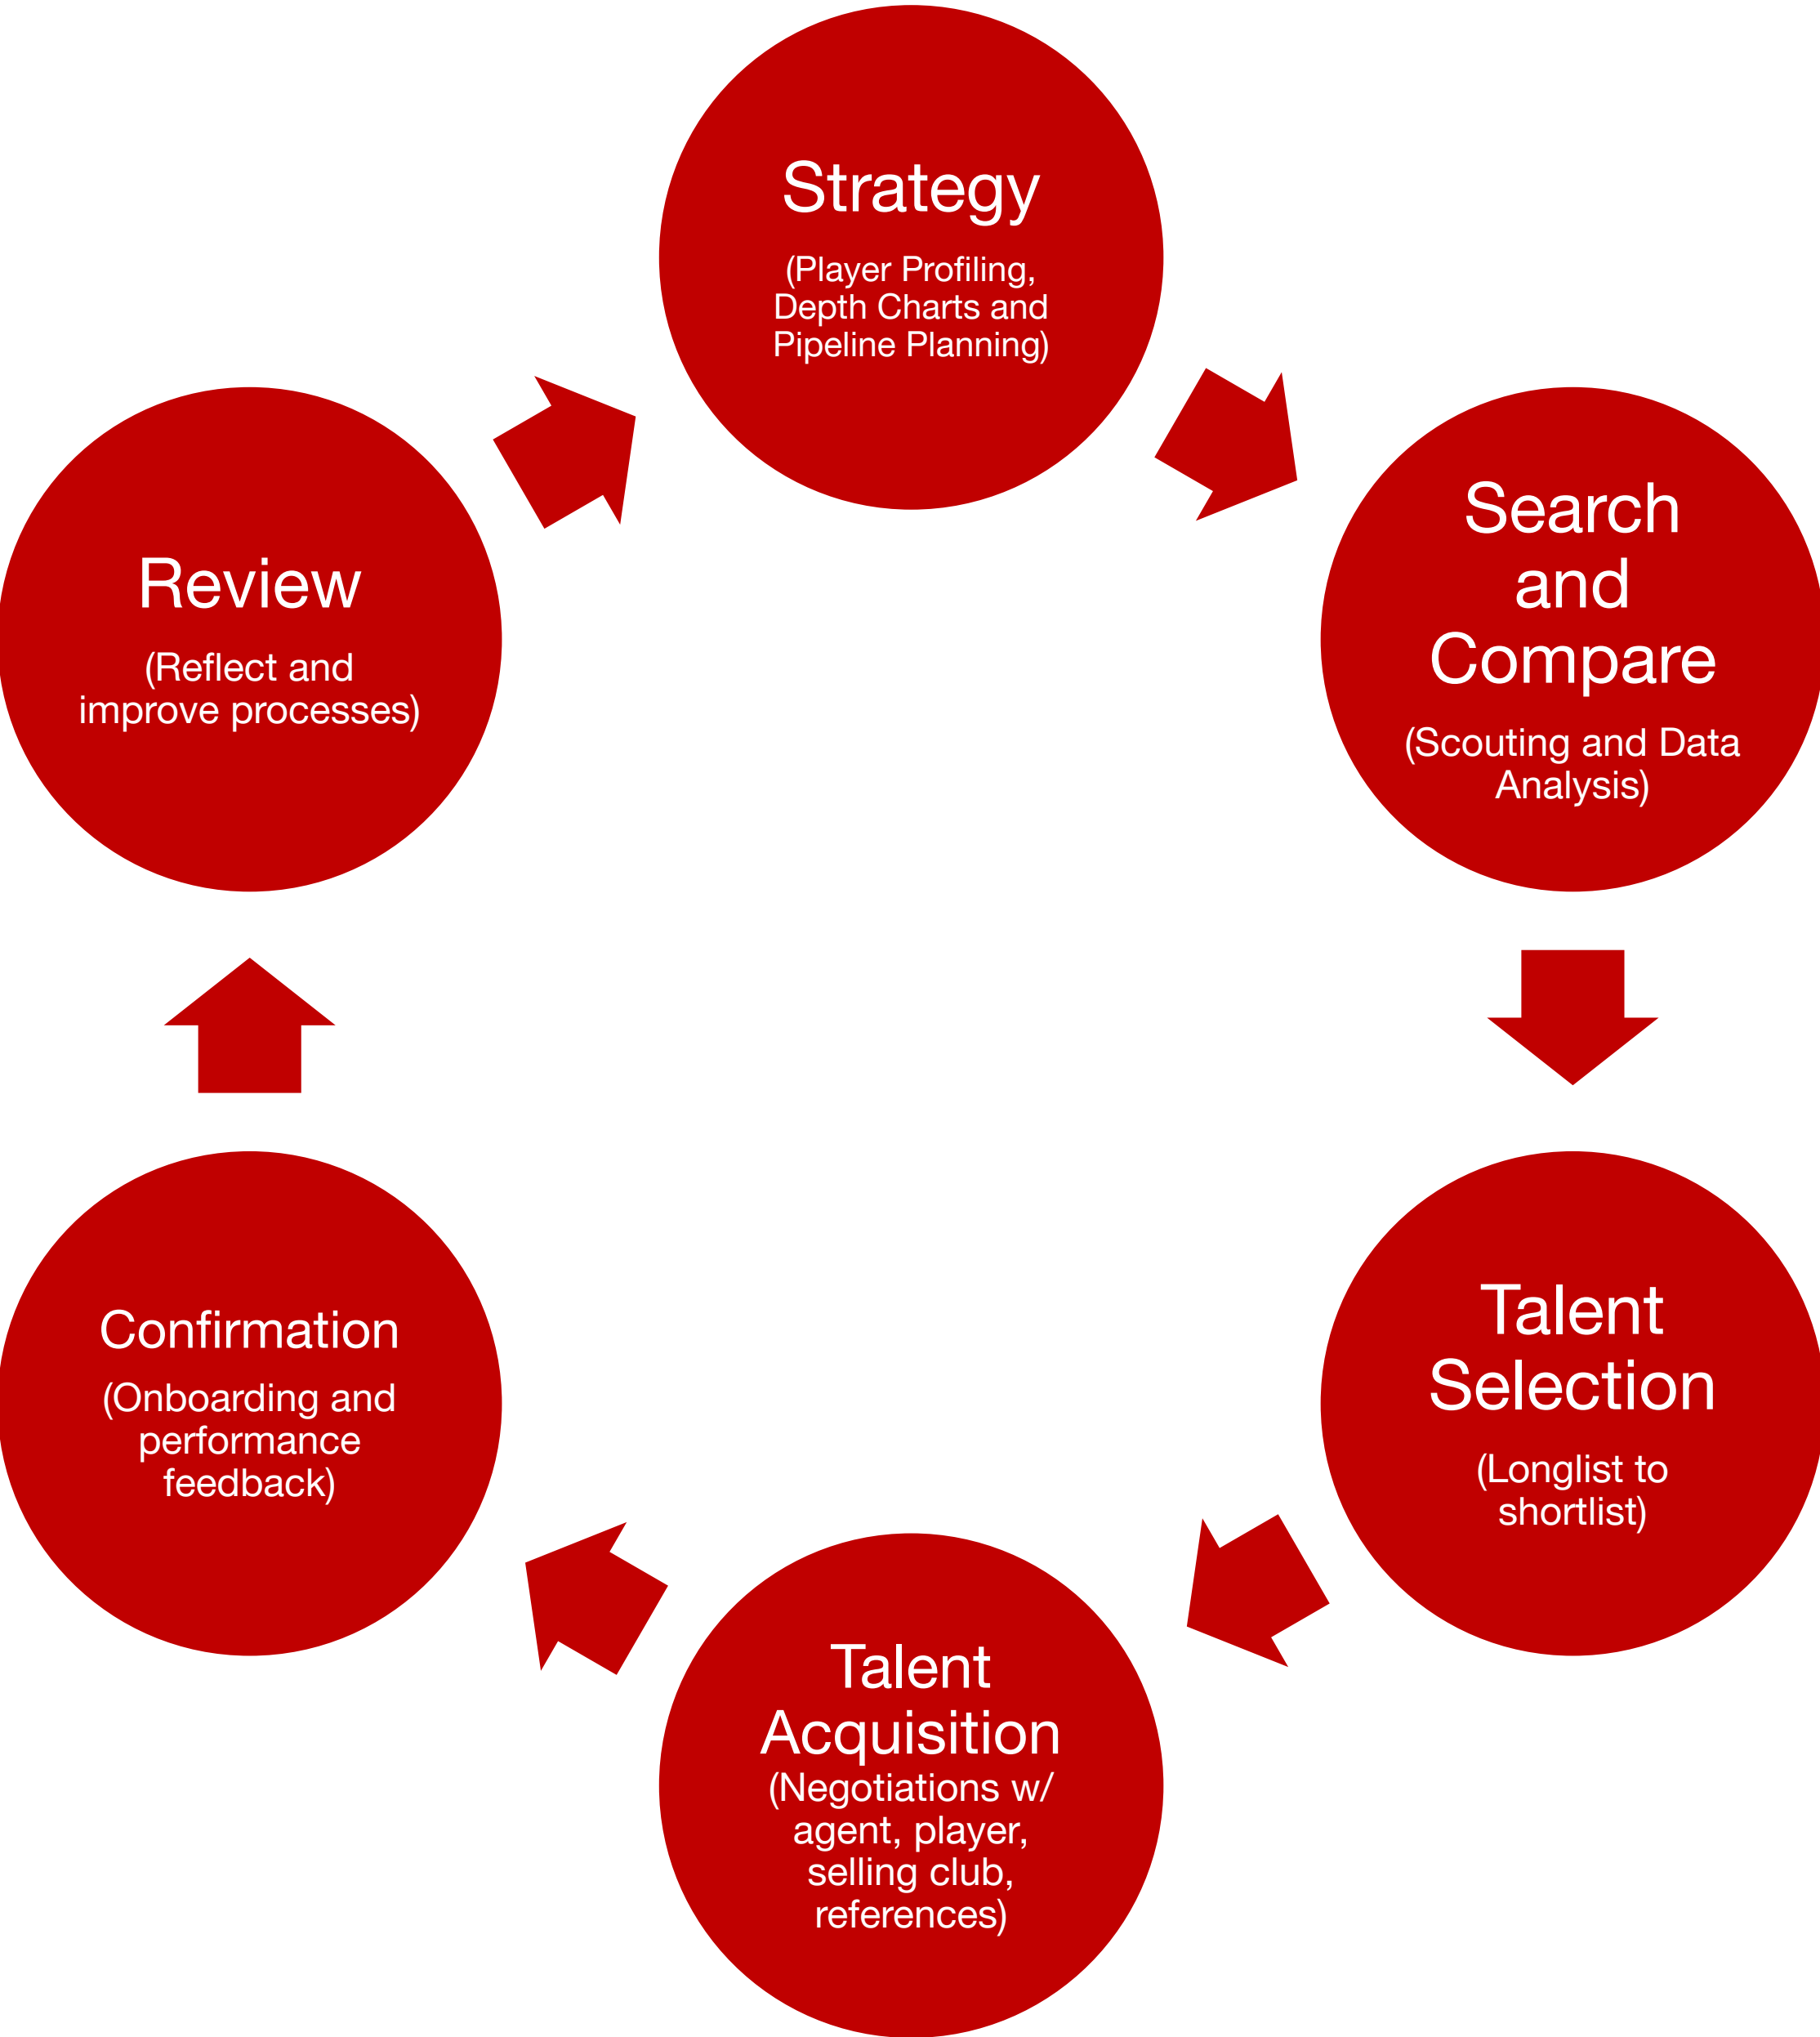 Strategy
(Player Profiling,
Depth Charts and
Pipeline Planning)
Search
and
Compare
(Scouting and Data
Analysis)
Talent
Selection
(Longlist to
shortlist)
Talent
Acquisition
(Negotiations w/
agent, player,
selling club,
references)
Confirmation
(Onboarding and
performance
feedback)
Review
(Reflect and
improve processes)